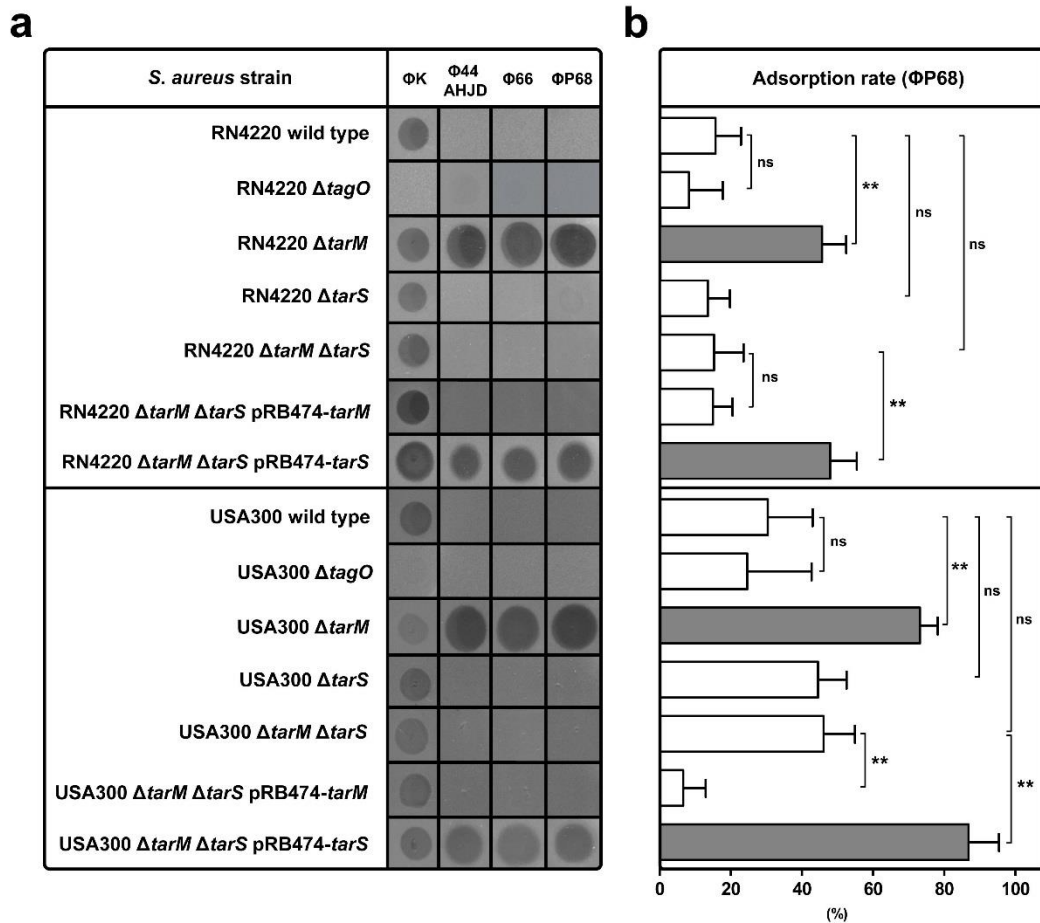 a
b
S. aureus strain
ΦK
Φ44
AHJD
Φ66
ΦP68
Adsorption rate (ΦP68)
RN4220 wild type
RN4220 ΔtagO
RN4220 ΔtarM
RN4220 ΔtarS
RN4220 ΔtarM ΔtarS
RN4220 ΔtarM ΔtarS pRB474-tarM
RN4220 ΔtarM ΔtarS pRB474-tarS
ns
**
ns
ns
ns
**
USA300 wild type
USA300 ΔtagO
USA300 ΔtarM
USA300 ΔtarS
USA300 ΔtarM ΔtarS
USA300 ΔtarM ΔtarS pRB474-tarM
USA300 ΔtarM ΔtarS pRB474-tarS
ns
**
ns
ns
**
**
0 20 40 60 80 100
(%)